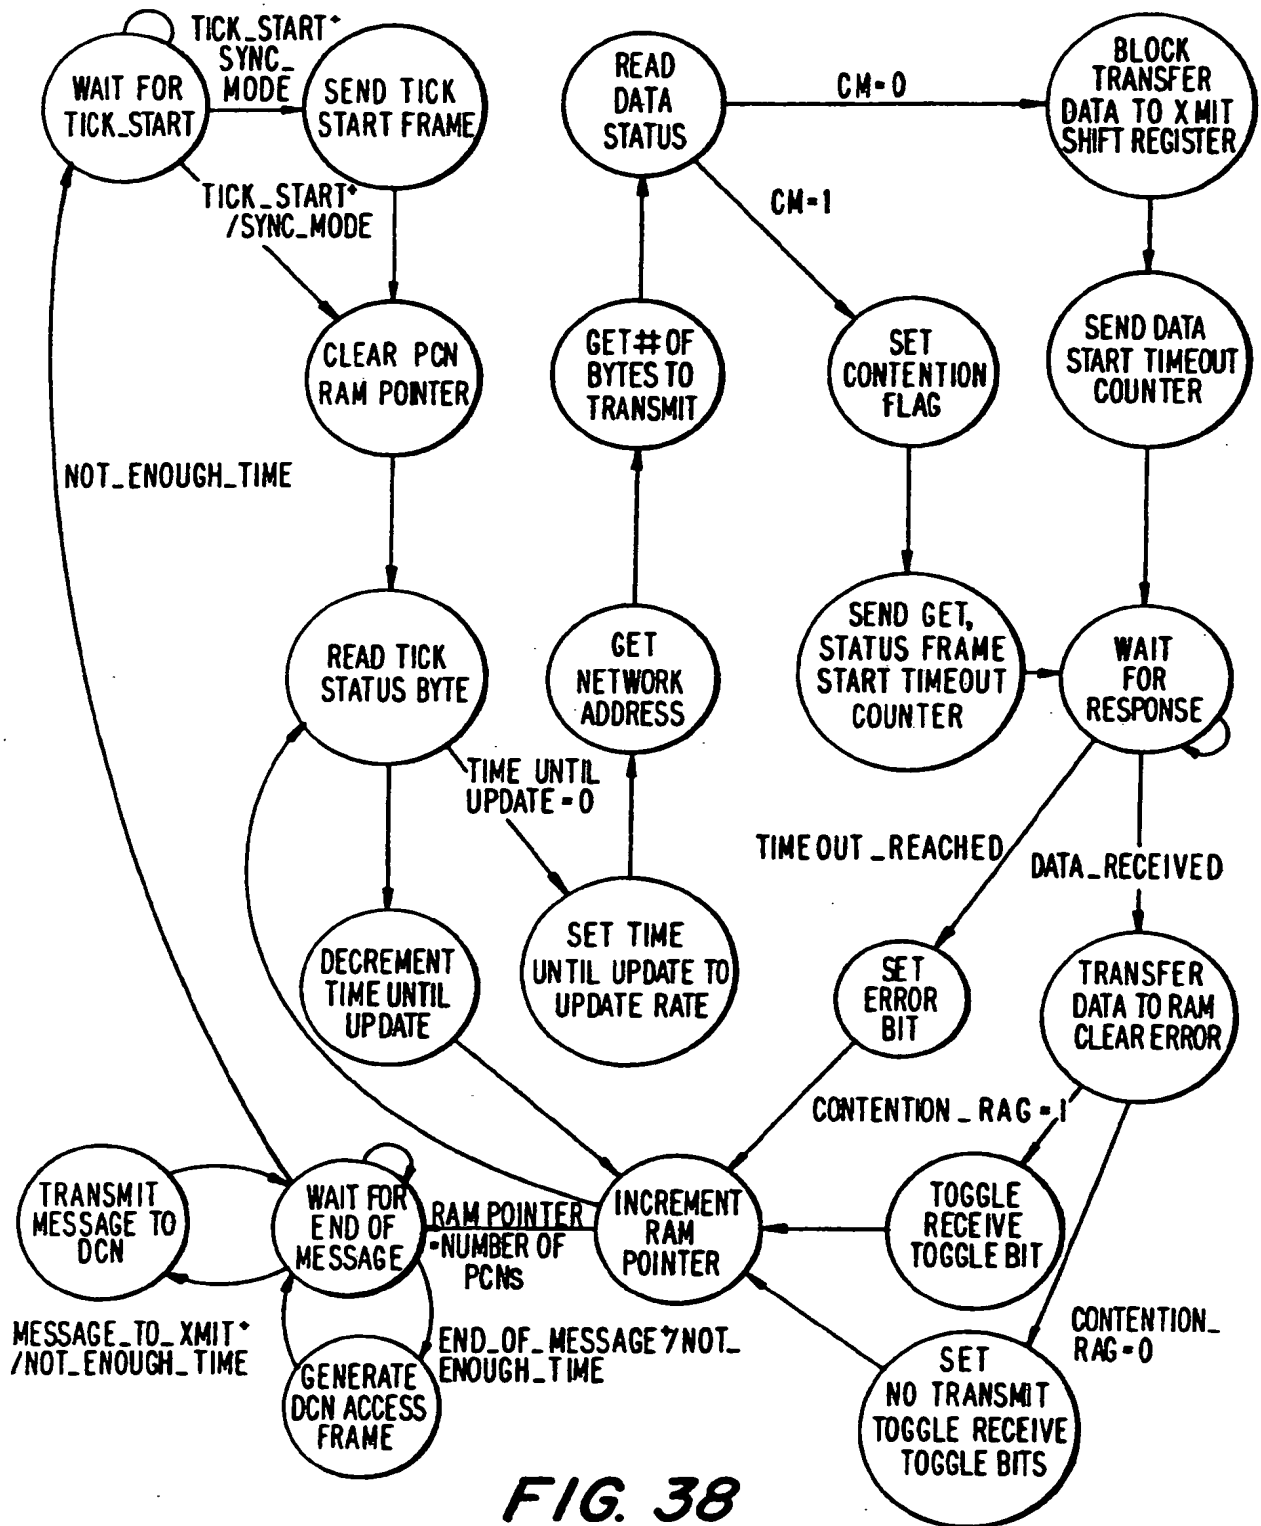 TICK_START*
SYNC_
MODE
WAIT FOR
TICK_START
SEND TICK
START FRAME
READ
DATA
STATUS
CM=0
BLOCK
TRANSFER
DATA TO XMIT
SHIFT REGISTER
TICK_START*
/SYNC_MODE
CM=1
CLEAR PCN
RAM POINTER
GET # OF
BYTES TO
TRANSMIT
SET
CONTENTION
FLAG
SEND DATA
START TIMEOUT
COUNTER
NOT_ENOUGH_TIME
READ TICK
STATUS BYTE
GET
NETWORK
ADDRESS
SEND GET,
STATUS FRAME
START TIMEOUT
COUNTER
WAIT
FOR
RESPONSE
TIME UNTIL
UPDATE=0
TIMEOUT_REACHED
DATA_RECEIVED
DECREMENT
TIME UNTIL
UPDATE
SET TIME
UNTIL UPDATE TO
UPDATE RATE
SET
ERROR
BIT
TRANSFER
DATA TO RAM
CLEAR ERROR
CONTENTION_RAG=1
TRANSMIT
MESSAGE TO
DCN
WAIT FOR
END OF
MESSAGE
RAM POINTER
=NUMBER OF
PCNs
INCREMENT
RAM
POINTER
TOGGLE
RECEIVE
TOGGLE BIT
MESSAGE_TO_XMIT*
/NOT_ENOUGH_TIME
END_OF_MESSAGE*/NOT_
ENOUGH_TIME
GENERATE
DCN ACCESS
FRAME
CONTENTION_
RAG=0
SET
NO TRANSMIT
TOGGLE RECEIVE
TOGGLE BITS
FIG. 38